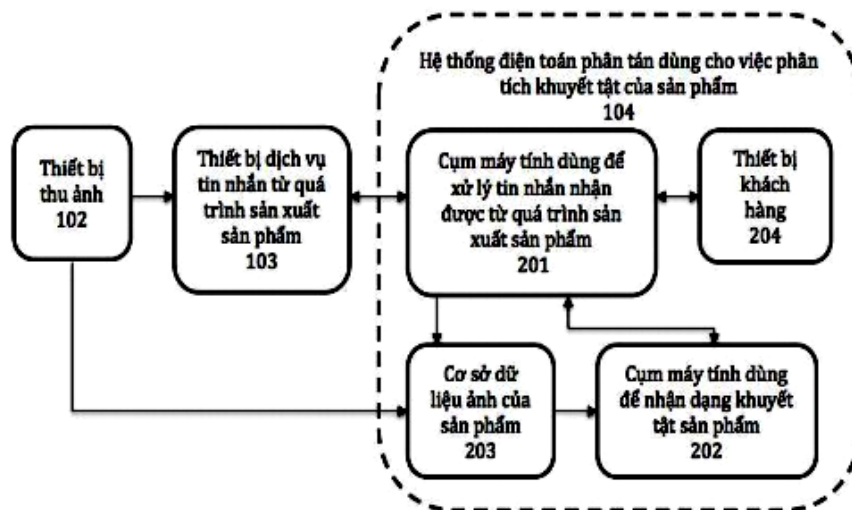 Hệ thống điện toán phân tán dùng cho việc phân
tích khuyết tật của sản phẩm
104
Thiết bị
thu ảnh
102
Thiết bị dịch vụ
tin nhắn từ quá
trình sản xuất
sản phẩm
103
Cụm máy tính dùng để
xử lý tin nhắn nhận
được từ quá trình sản
xuất sản phẩm
201
Thiết bị
khách
hàng
204
Cơ sở dữ
liệu ảnh của
sản phẩm
203
Cụm máy tính dùng
để nhận dạng khuyết
tật sản phẩm
202